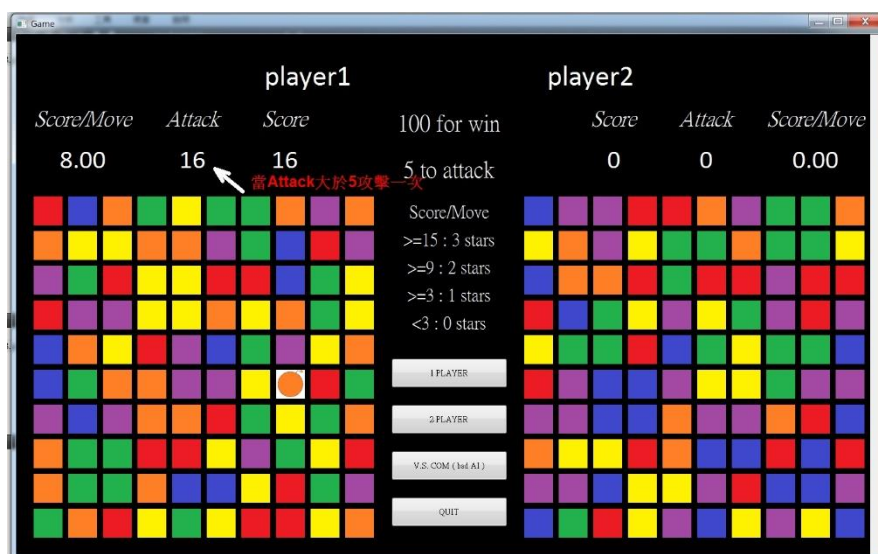 Game
player1
player2
Score/Move Attack Score
100 for win
Score Attack Score/Move
8.00 16 16
5 to attack
0 0 0.00
當Attack大於5攻擊一次
Score/Move
>=15 : 3 stars
>=9 : 2 stars
>=3 : 1 stars
<3 : 0 stars
1 PLAYER
2 PLAYER
V.S. COM ( bad AI )
QUIT